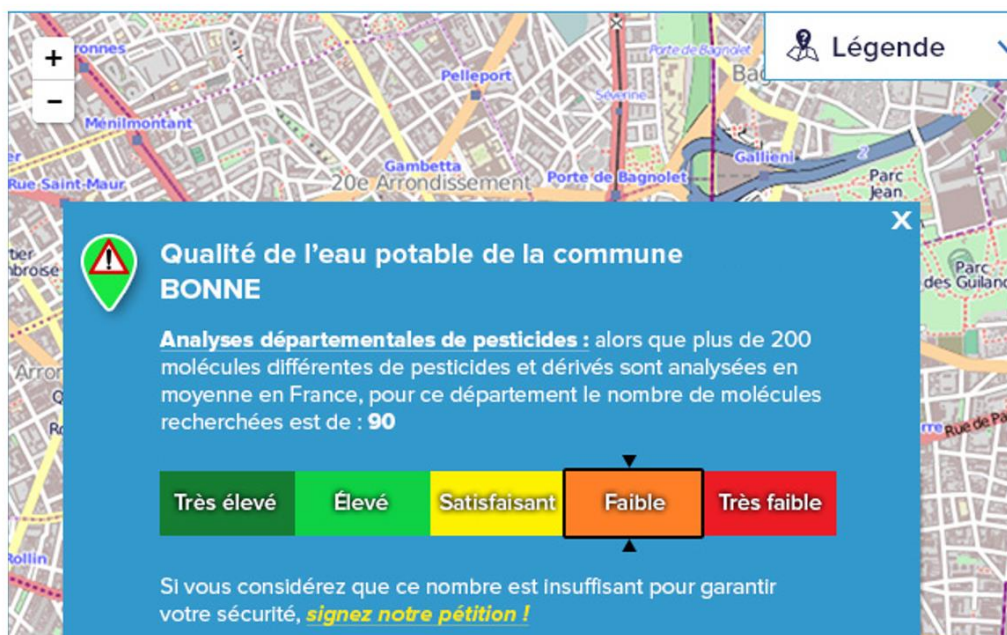 +
ronnes
Porte de Bagnolet
Légende
Pelleport
−
Séverine
Ménilmontant
Gambetta
Gallieni
2
Rue Saint-Maur
20e Arrondissement
Porte de Bagnolet
Parc
Jean
X
Qualité de l'eau potable de la commune
BONNE
Parc
des Guiland
Analyses départementales de pesticides : alors que plus de 200
molécules différentes de pesticides et dérivés sont analysées en
moyenne en France, pour ce département le nombre de molécules
recherchées est de : 90
Rue de Pa
Très élevé
Élevé
Satisfaisant
Faible
Très faible
Rollin
Si vous considérez que ce nombre est insuffisant pour garantir
votre sécurité, signez notre pétition !